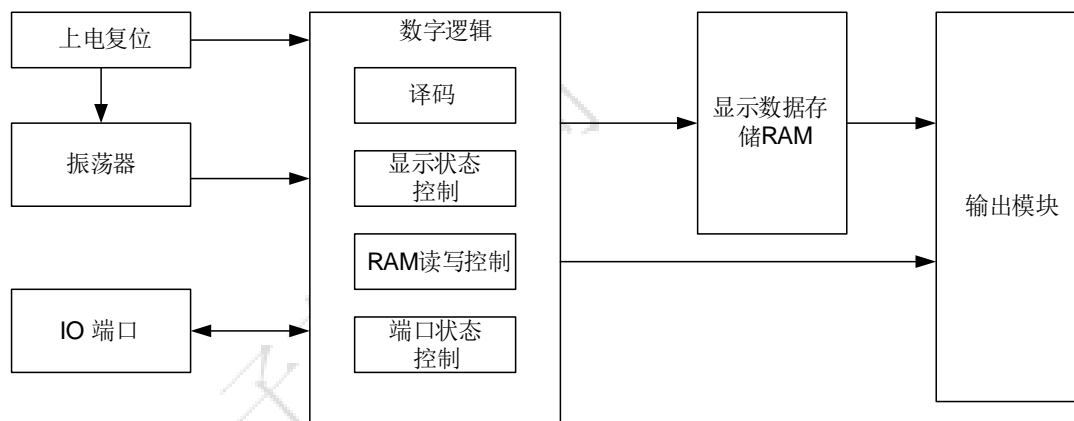 上电复位
振荡器
IO 端口
数字逻辑
译码
显示状态
控制
RAM读写控制
端口状态
控制
显示数据存
储RAM
输出模块